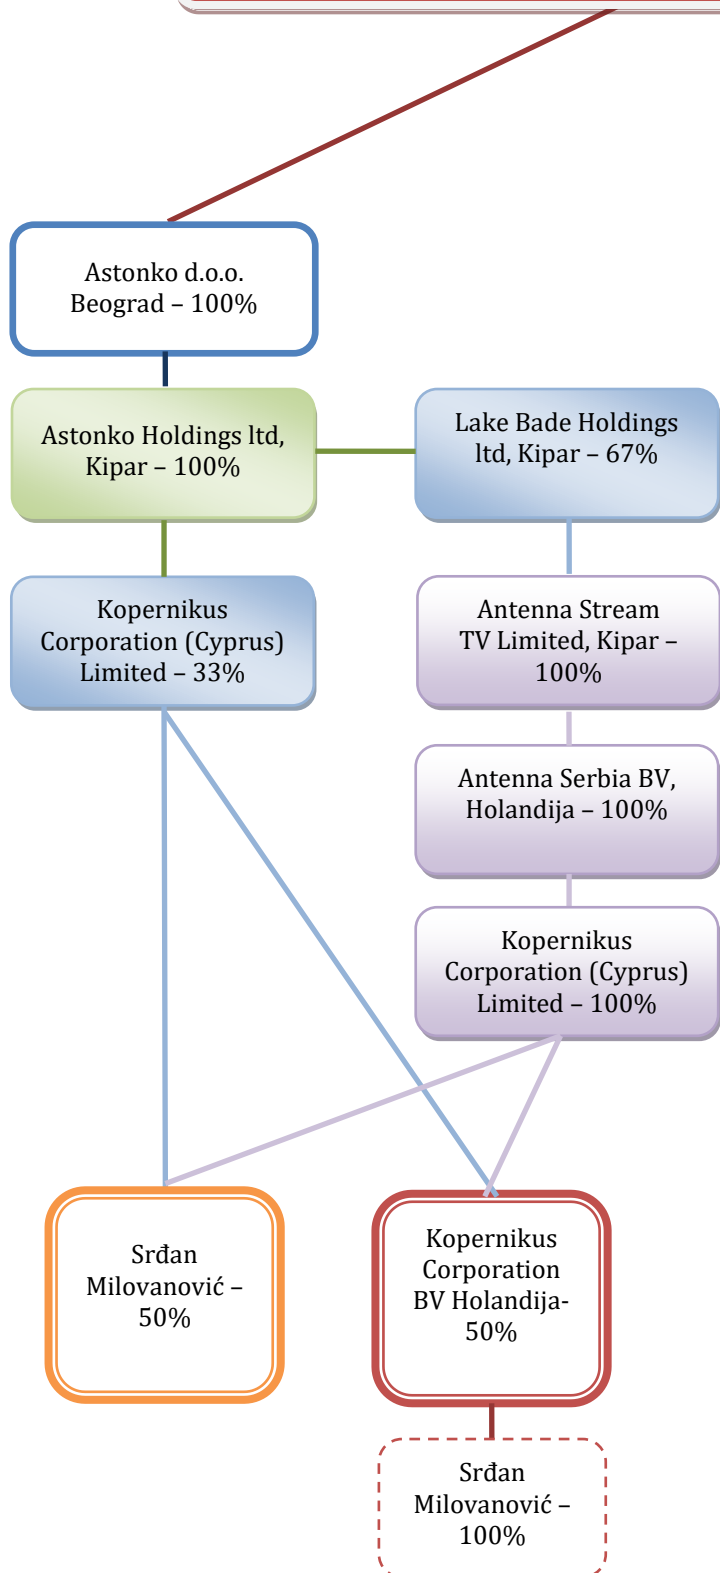 Astonko d.o.o.
Beograd – 100%
Astonko Holdings ltd,
Kipar – 100%
Lake Bade Holdings
ltd, Kipar – 67%
Kopernikus
Corporation (Cyprus)
Limited – 33%
Antenna Stream
TV Limited, Kipar –
100%
Antenna Serbia BV,
Holandija – 100%
Kopernikus
Corporation (Cyprus)
Limited – 100%
Srđan
Milovanović –
50%
Kopernikus
Corporation
BV Holandija-
50%
Srđan
Milovanović –
100%